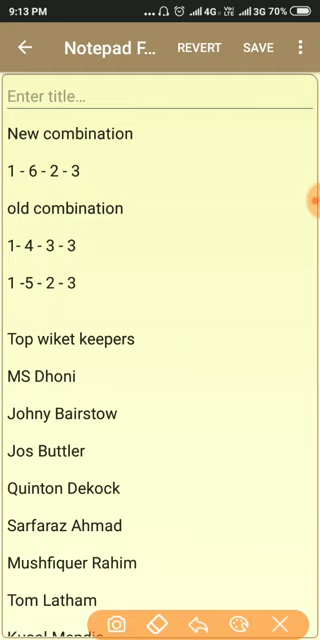 9:13 PM ... 4G VoLTE 3G 70%
Notepad F... REVERT SAVE
Enter title...
New combination
1 - 6 - 2 - 3
old combination
1- 4 - 3 - 3
1 -5 - 2 - 3
Top wiket keepers
MS Dhoni
Johny Bairstow
Jos Buttler
Quinton Dekock
Sarfaraz Ahmad
Mushfiquer Rahim
Tom Latham